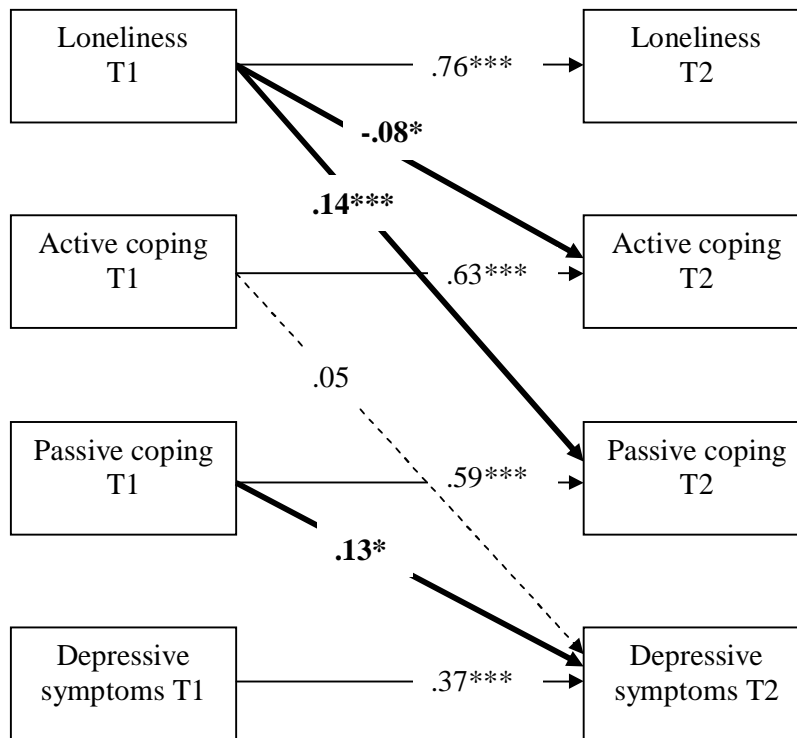 Loneliness
T1
.76***
Loneliness
T2
-.08*
.14***
Active coping
T1
.63***
Active coping
T2
.05
Passive coping
T1
.59***
Passive coping
T2
.13*
Depressive
symptoms T1
.37***
Depressive
symptoms T2